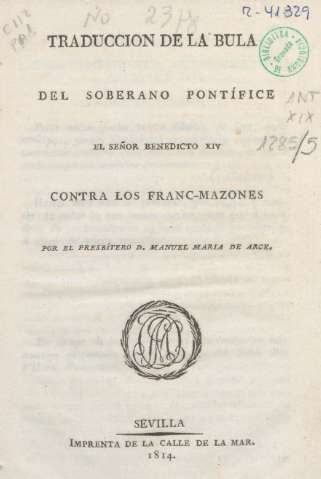 No 23
R-41329
TRADUCCION DE LA BULA
DEL SOBERANO PONTÍFICE
EL SEÑOR BENEDICTO XIV
ANT
XIX
1285/5
CONTRA LOS FRANC-MAZONES
POR EL PRESBÍTERO D. MANUEL MARIA DE ARCE.
SEVILLA
IMPRENTA DE LA CALLE DE LA MAR.
1814.